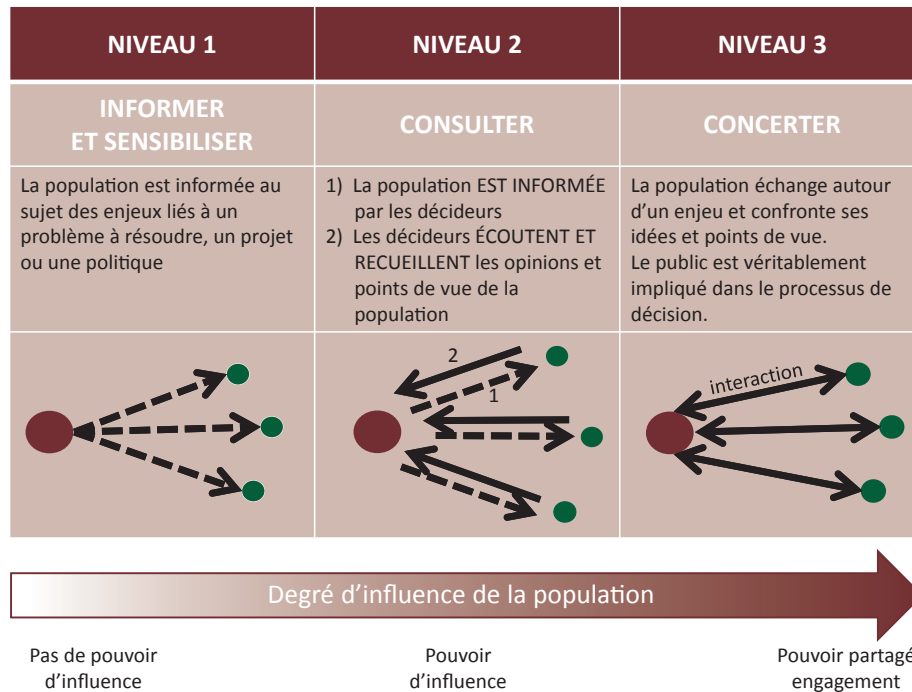 NIVEAU 1
NIVEAU 2
NIVEAU 3
INFORMER
ET SENSIBILISER
CONSULTER
CONCERTER
La population est informée au
sujet des enjeux liés à un
problème à résoudre, un projet
ou une politique
1) La population EST INFORMÉE
par les décideurs
2) Les décideurs ÉCOUTENT ET
RECUEILLENT les opinions et
points de vue de la
population
La population échange autour
d'un enjeu et confronte ses
idées et points de vue.
Le public est véritablement
impliqué dans le processus de
décision.
2
1
interaction
Degré d'influence de la population
Pas de pouvoir
d'influence
Pouvoir
d'influence
Pouvoir partagé
engagement